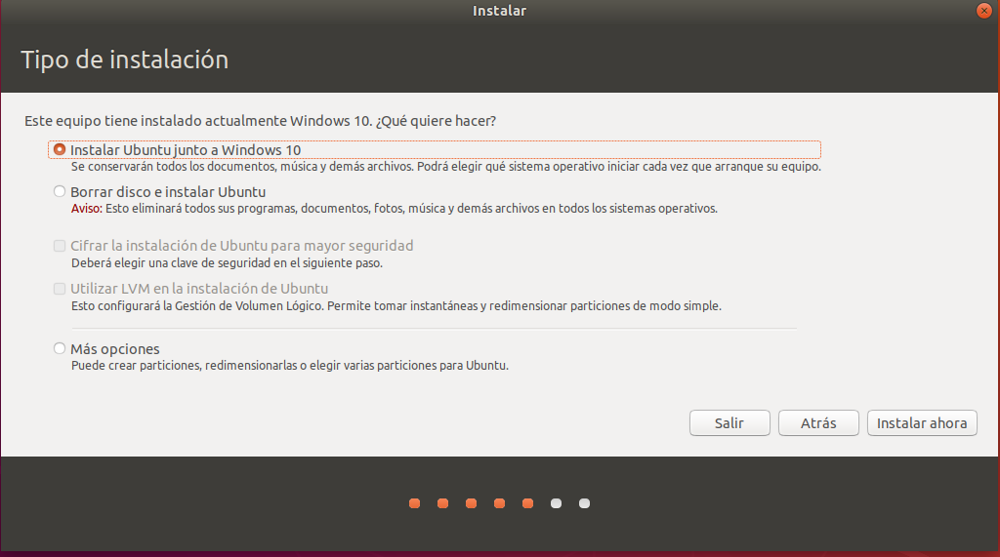 Instalar
Tipo de instalación
Este equipo tiene instalado actualmente Windows 10. ¿Qué quiere hacer?
Instalar Ubuntu junto a Windows 10
Se conservarán todos los documentos, música y demás archivos. Podrá elegir qué sistema operativo iniciar cada vez que arranque su equipo.
Borrar disco e instalar Ubuntu
Aviso: Esto eliminará todos sus programas, documentos, fotos, música y demás archivos en todos los sistemas operativos.
Cifrar la instalación de Ubuntu para mayor seguridad
Deberá elegir una clave de seguridad en el siguiente paso.
Utilizar LVM en la instalación de Ubuntu
Esto configurará la Gestión de Volumen Lógico. Permite tomar instantáneas y redimensionar particiones de modo simple.
Más opciones
Puede crear particiones, redimensionarlas o elegir varias particiones para Ubuntu.
Salir Atrás Instalar ahora